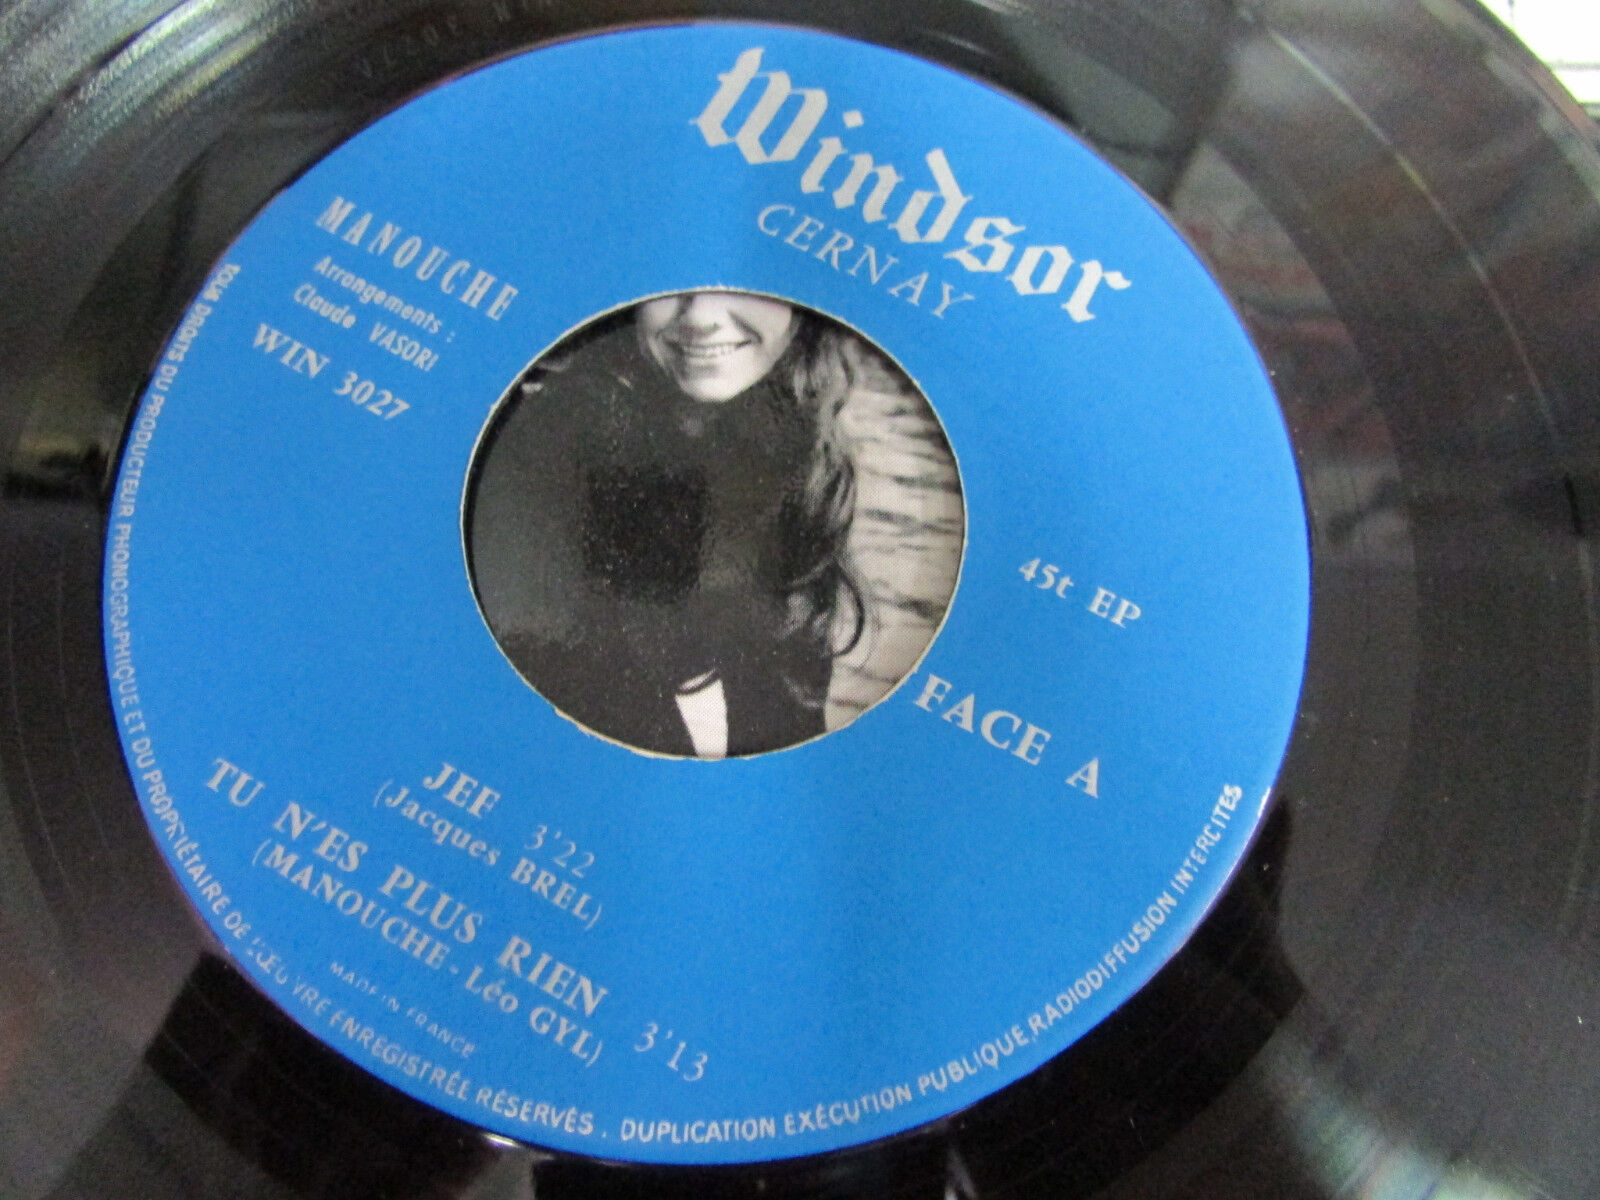 Windsor
CERNAY
MANOUCHE
Arrangements :
Claude VASORI
WIN 3027
45t EP
FACE A
JEF 3'22
(Jacques BREL)
TU N'ES PLUS RIEN 3'13
(MANOUCHE - Léo GYL)
MADE IN FRANCE
TOUS DROITS DU PRODUCTEUR PHONOGRAPHIQUE ET DU PROPRIÉTAIRE DE L'ŒUVRE ENREGISTRÉE RÉSERVÉS . DUPLICATION EXÉCUTION PUBLIQUE, RADIODIFFUSION INTERCITES